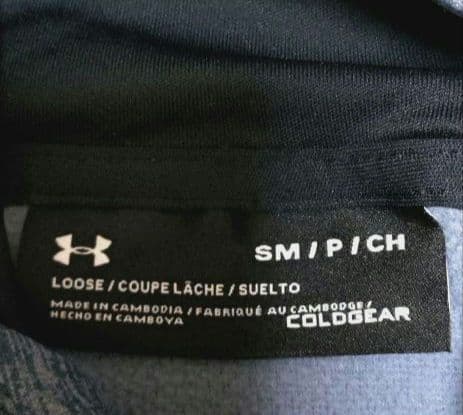 SM / P / CH
LOOSE / COUPE LÂCHE / SUELTO
MADE IN CAMBODIA / FABRIQUÉ AU CAMBODGE /
HECHO EN CAMBOYA
COLDGEAR